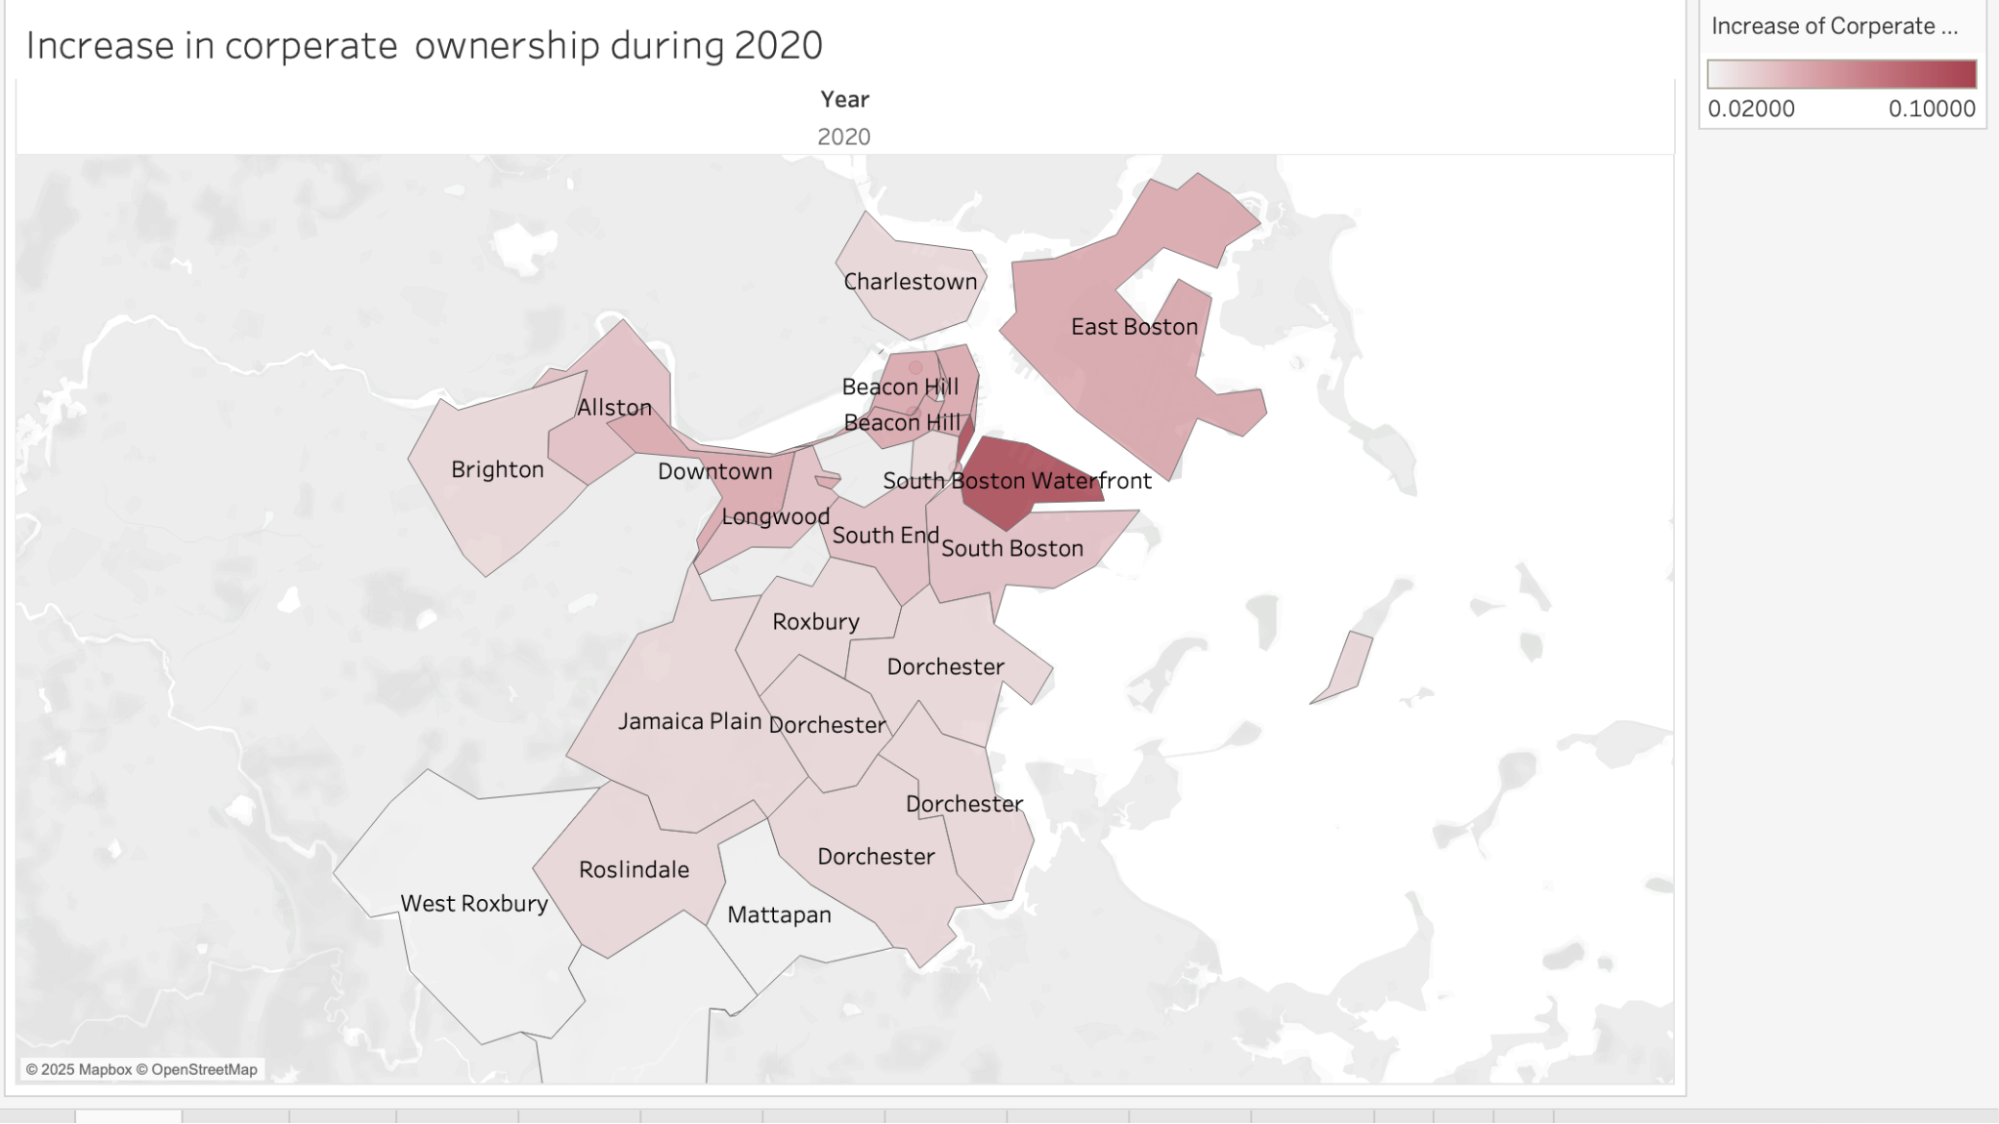 Increase in corperate  ownership during 2020
Increase of Corperate ...
0.02000 0.10000
Year
2020
Charlestown
East Boston
Beacon Hill
Allston
Beacon Hill
Brighton
Downtown
South Boston Waterfront
Longwood
South End
South Boston
Roxbury
Dorchester
Jamaica Plain
Dorchester
Dorchester
Dorchester
Roslindale
West Roxbury
Mattapan
© 2025 Mapbox © OpenStreetMap